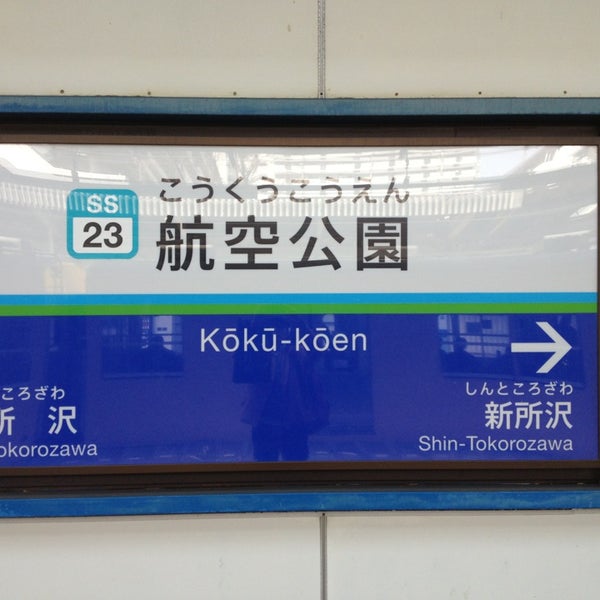 こうくうこうえん
SS
23
航空公園
Kōkū-kōen
ころざわ
所 沢
okorozawa
しんところざわ
新所沢
Shin-Tokorozawa